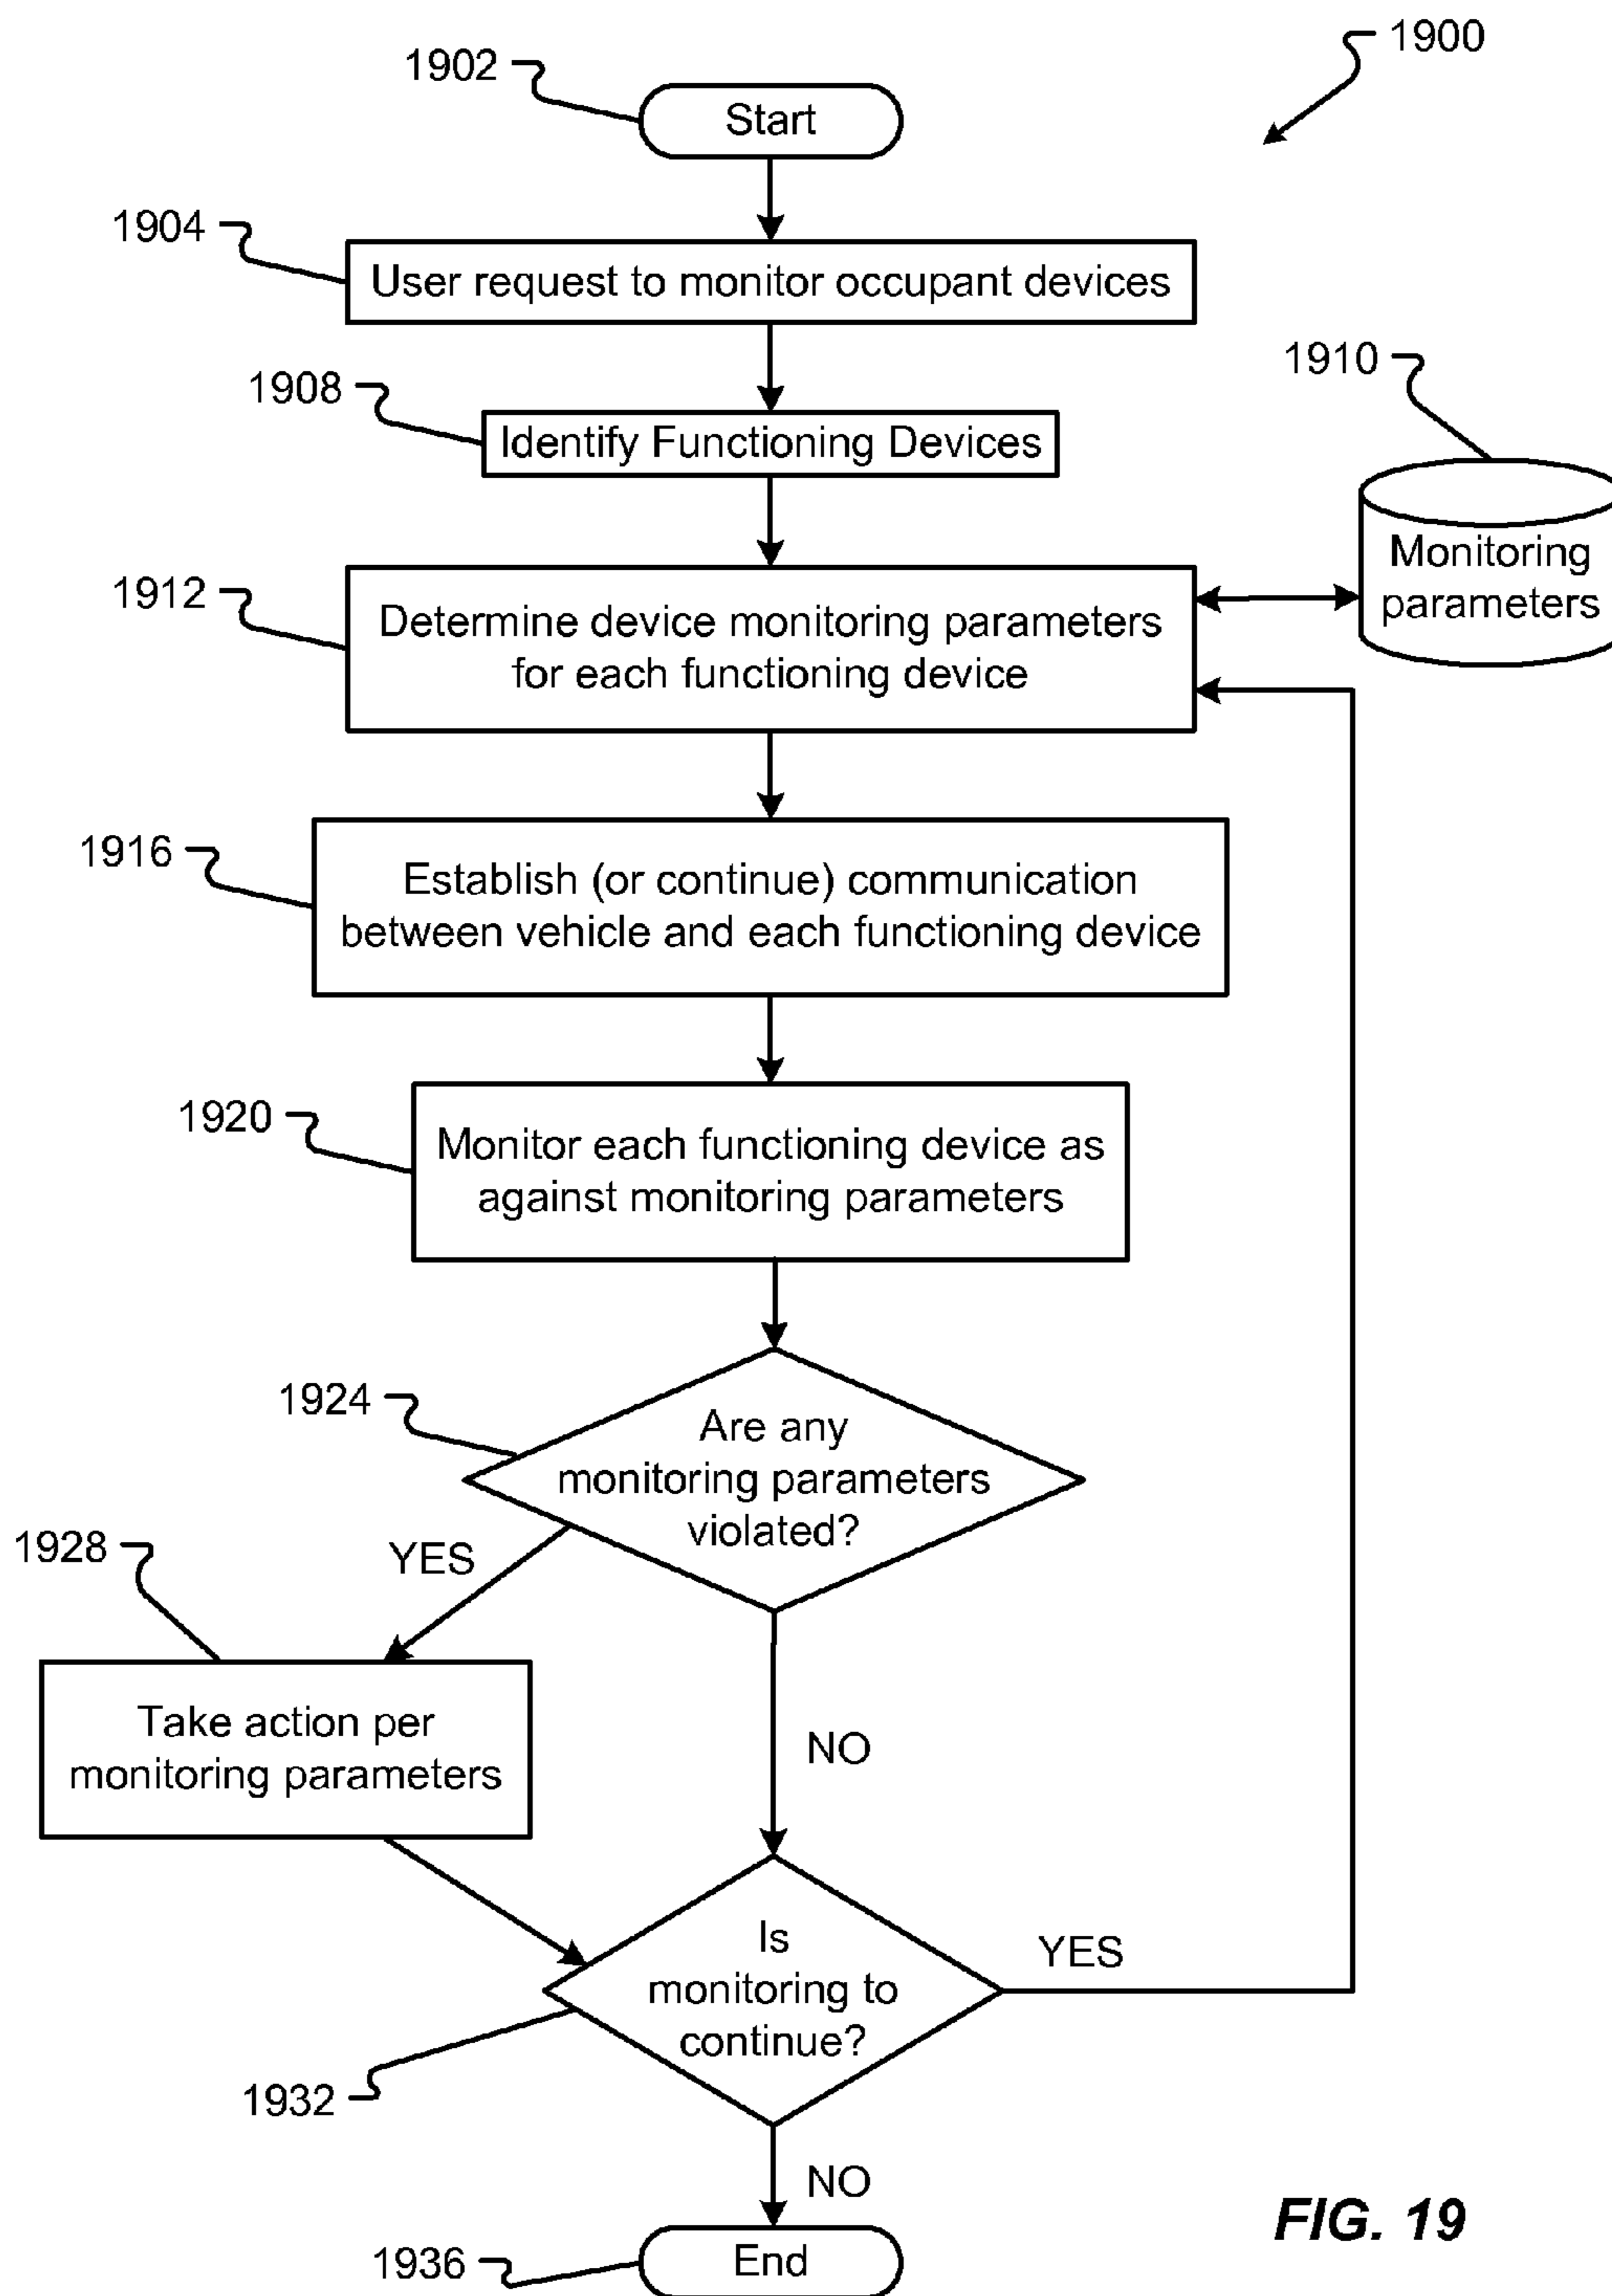 1900
1902
Start
1904
User request to monitor occupant devices
1908
Identify Functioning Devices
1910
Monitoring
parameters
1912
Determine device monitoring parameters
for each functioning device
1916
Establish (or continue) communication
between vehicle and each functioning device
1920
Monitor each functioning device as
against monitoring parameters
1924
Are any
monitoring parameters
violated?
YES
1928
Take action per
monitoring parameters
NO
Is
monitoring to
continue?
YES
1932
NO
1936
End
FIG. 19